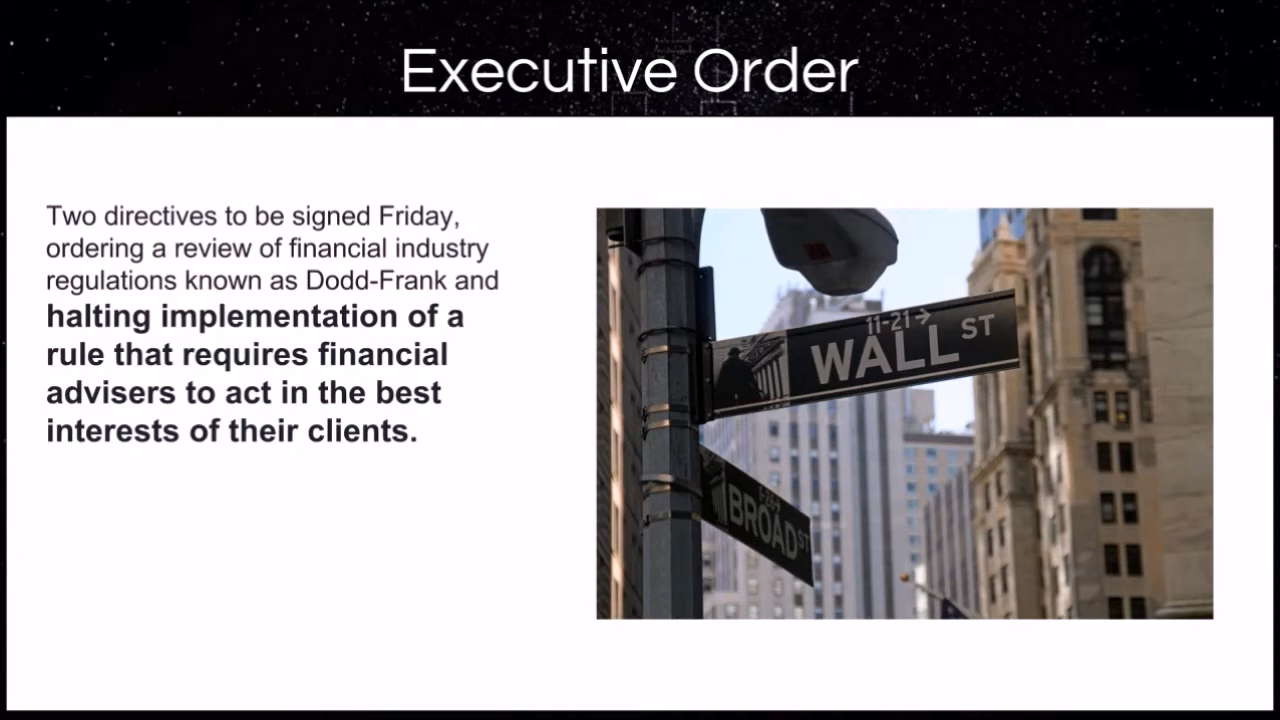 Executive Order
Two directives to be signed Friday,
ordering a review of financial industry
regulations known as Dodd-Frank and
halting implementation of a
rule that requires financial
advisers to act in the best
interests of their clients.
11-21→
WALL ST
BROAD ST